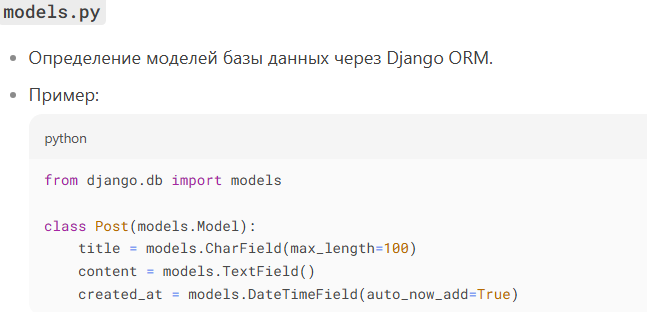 models.py
Определение моделей базы данных через Django ORM.
Пример:
python
from django.db import models
class Post(models.Model):
    title = models.CharField(max_length=100)
    content = models.TextField()
    created_at = models.DateTimeField(auto_now_add=True)